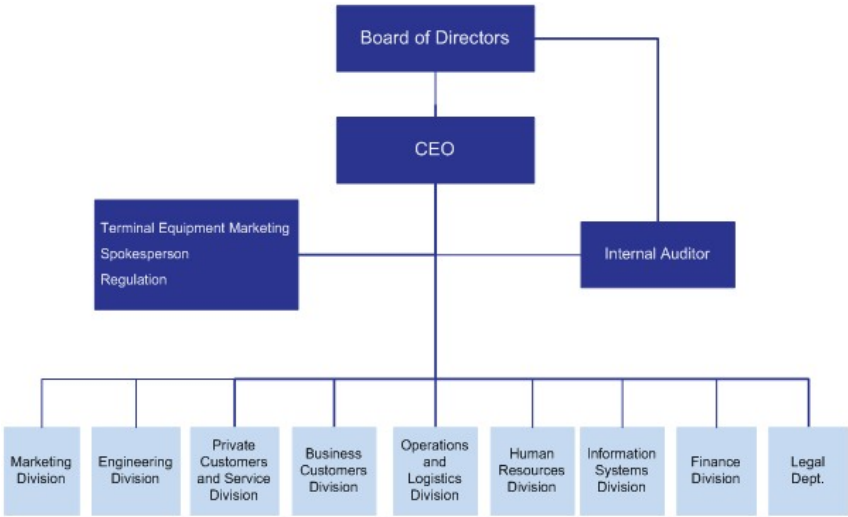 Board of Directors
CEO
Terminal Equipment Marketing
Spokesperson
Regulation
Internal Auditor
Marketing
Division
Engineering
Division
Private
Customers
and Service
Division
Business
Customers
Division
Operations
and
Logistics
Division
Human
Resources
Division
Information
Systems
Division
Finance
Division
Legal
Dept.